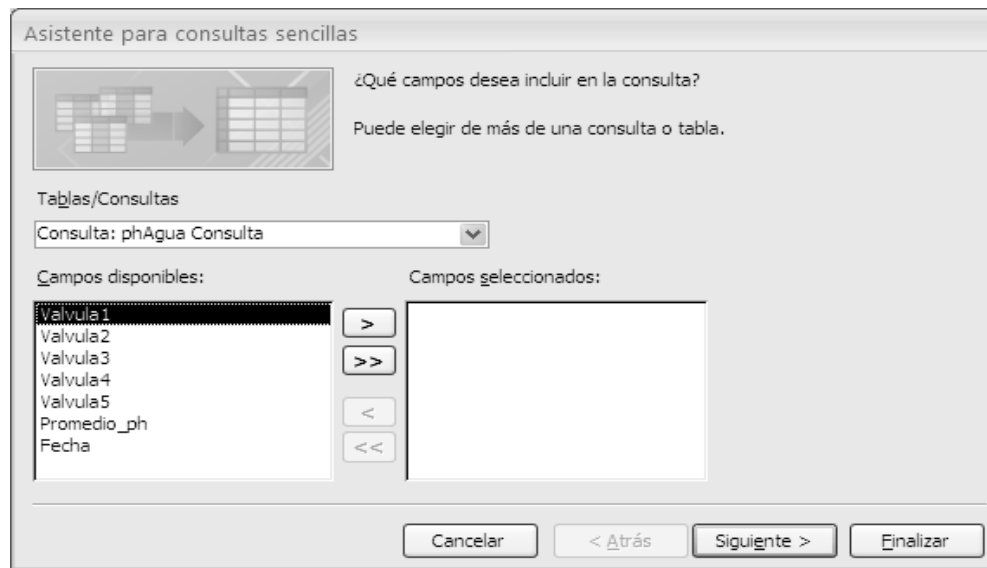 Asistente para consultas sencillas
¿Qué campos desea incluir en la consulta?
Puede elegir de más de una consulta o tabla.
Tablas/Consultas
Consulta: phAgua Consulta
Campos disponibles:
Campos seleccionados:
Valvula1
Valvula2
Valvula3
Valvula4
Valvula5
Promedio_ph
Fecha
>
>>
<
<<
Cancelar
< Atrás
Siguiente >
Finalizar